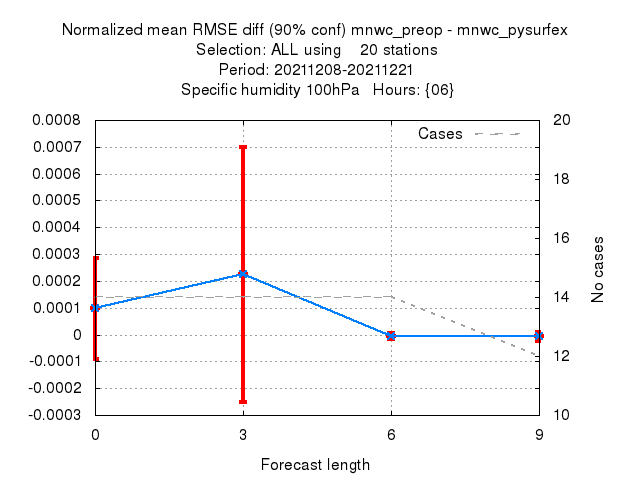 Normalized mean RMSE diff (90% conf) mnwc_preop - mnwc_pysurfex
Selection: ALL using    20 stations
Period: 20211208-20211221
Specific humidity 100hPa   Hours: {06}
Cases
0.0008
0.0007
0.0006
0.0005
0.0004
0.0003
0.0002
0.0001
0
-0.0001
-0.0002
-0.0003
20
18
16
14
12
10
No cases
0 3 6 9
Forecast length